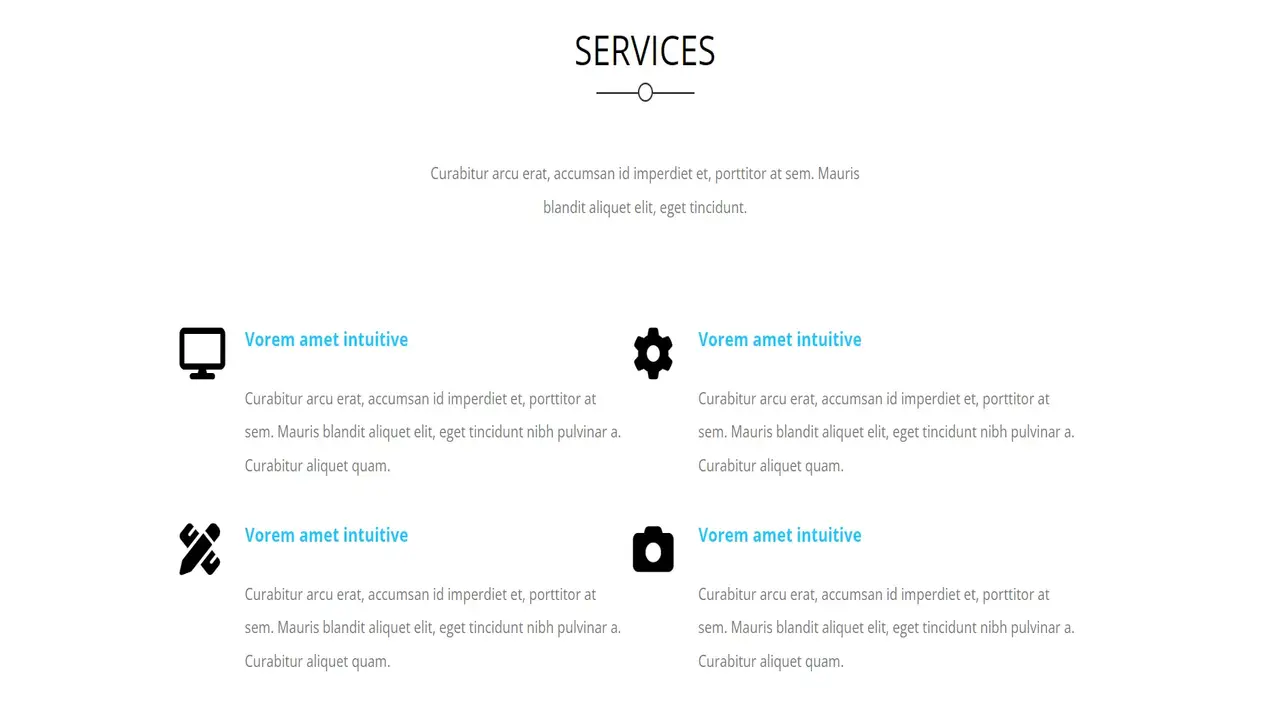 SERVICES
Curabitur arcu erat, accumsan id imperdiet et, porttitor at sem. Mauris
blandit aliquet elit, eget tincidunt.
Vorem amet intuitive
Curabitur arcu erat, accumsan id imperdiet et, porttitor at
sem. Mauris blandit aliquet elit, eget tincidunt nibh pulvinar a.
Curabitur aliquet quam.
Vorem amet intuitive
Curabitur arcu erat, accumsan id imperdiet et, porttitor at
sem. Mauris blandit aliquet elit, eget tincidunt nibh pulvinar a.
Curabitur aliquet quam.
Vorem amet intuitive
Curabitur arcu erat, accumsan id imperdiet et, porttitor at
sem. Mauris blandit aliquet elit, eget tincidunt nibh pulvinar a.
Curabitur aliquet quam.
Vorem amet intuitive
Curabitur arcu erat, accumsan id imperdiet et, porttitor at
sem. Mauris blandit aliquet elit, eget tincidunt nibh pulvinar a.
Curabitur aliquet quam.